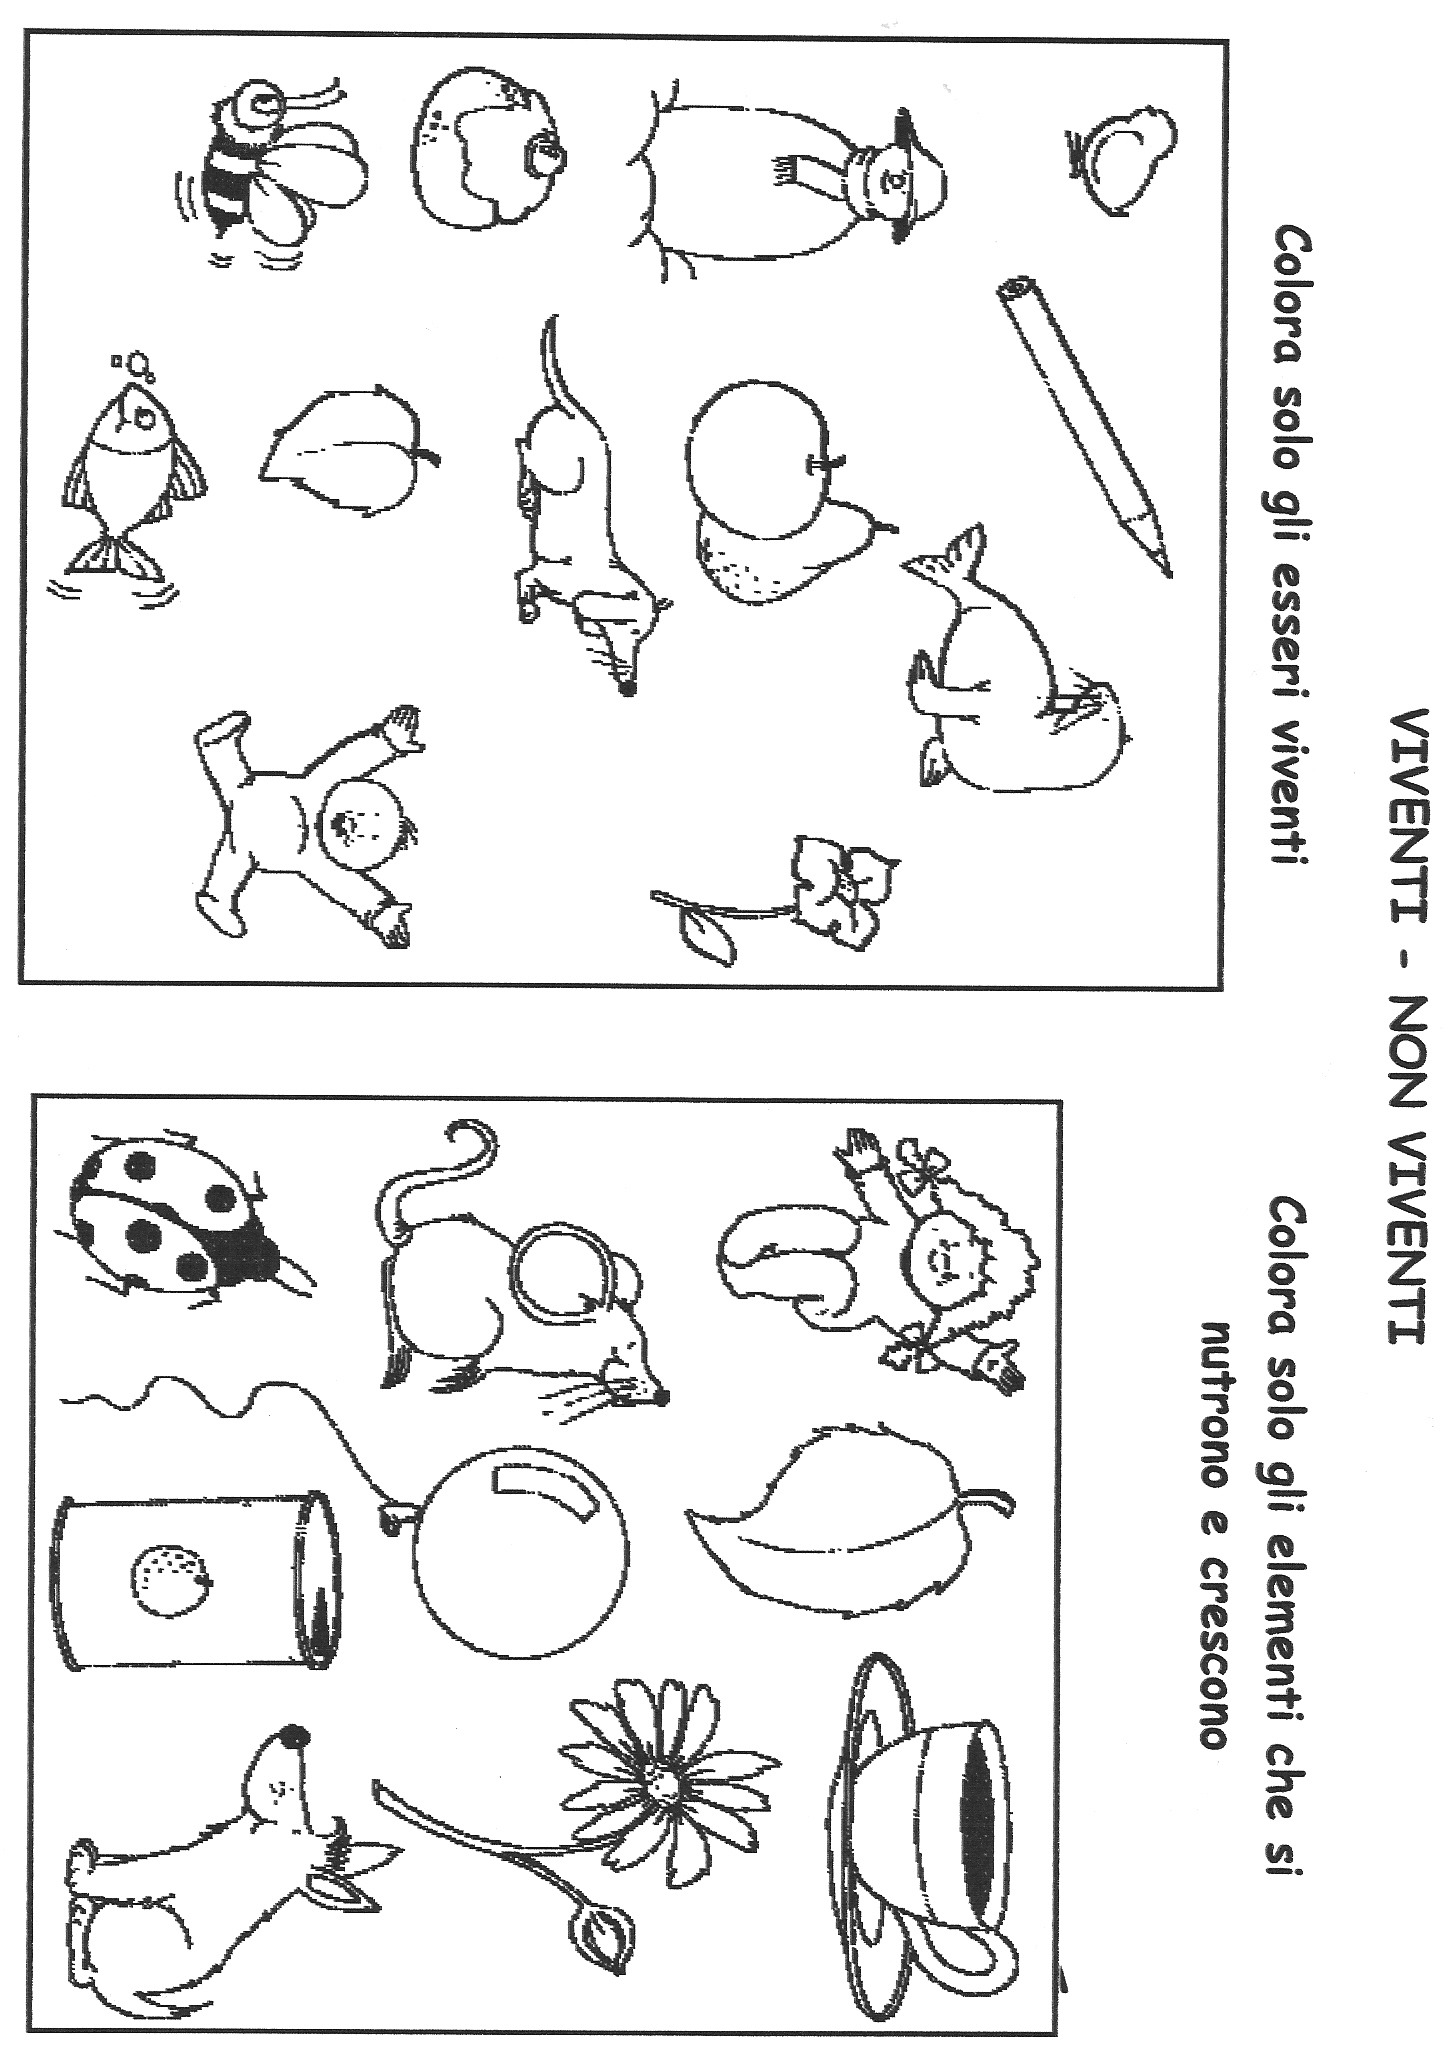 VIVENTI - NON VIVENTI
Colora solo gli esseri viventi
Colora solo gli elementi che si
nutrono e crescono